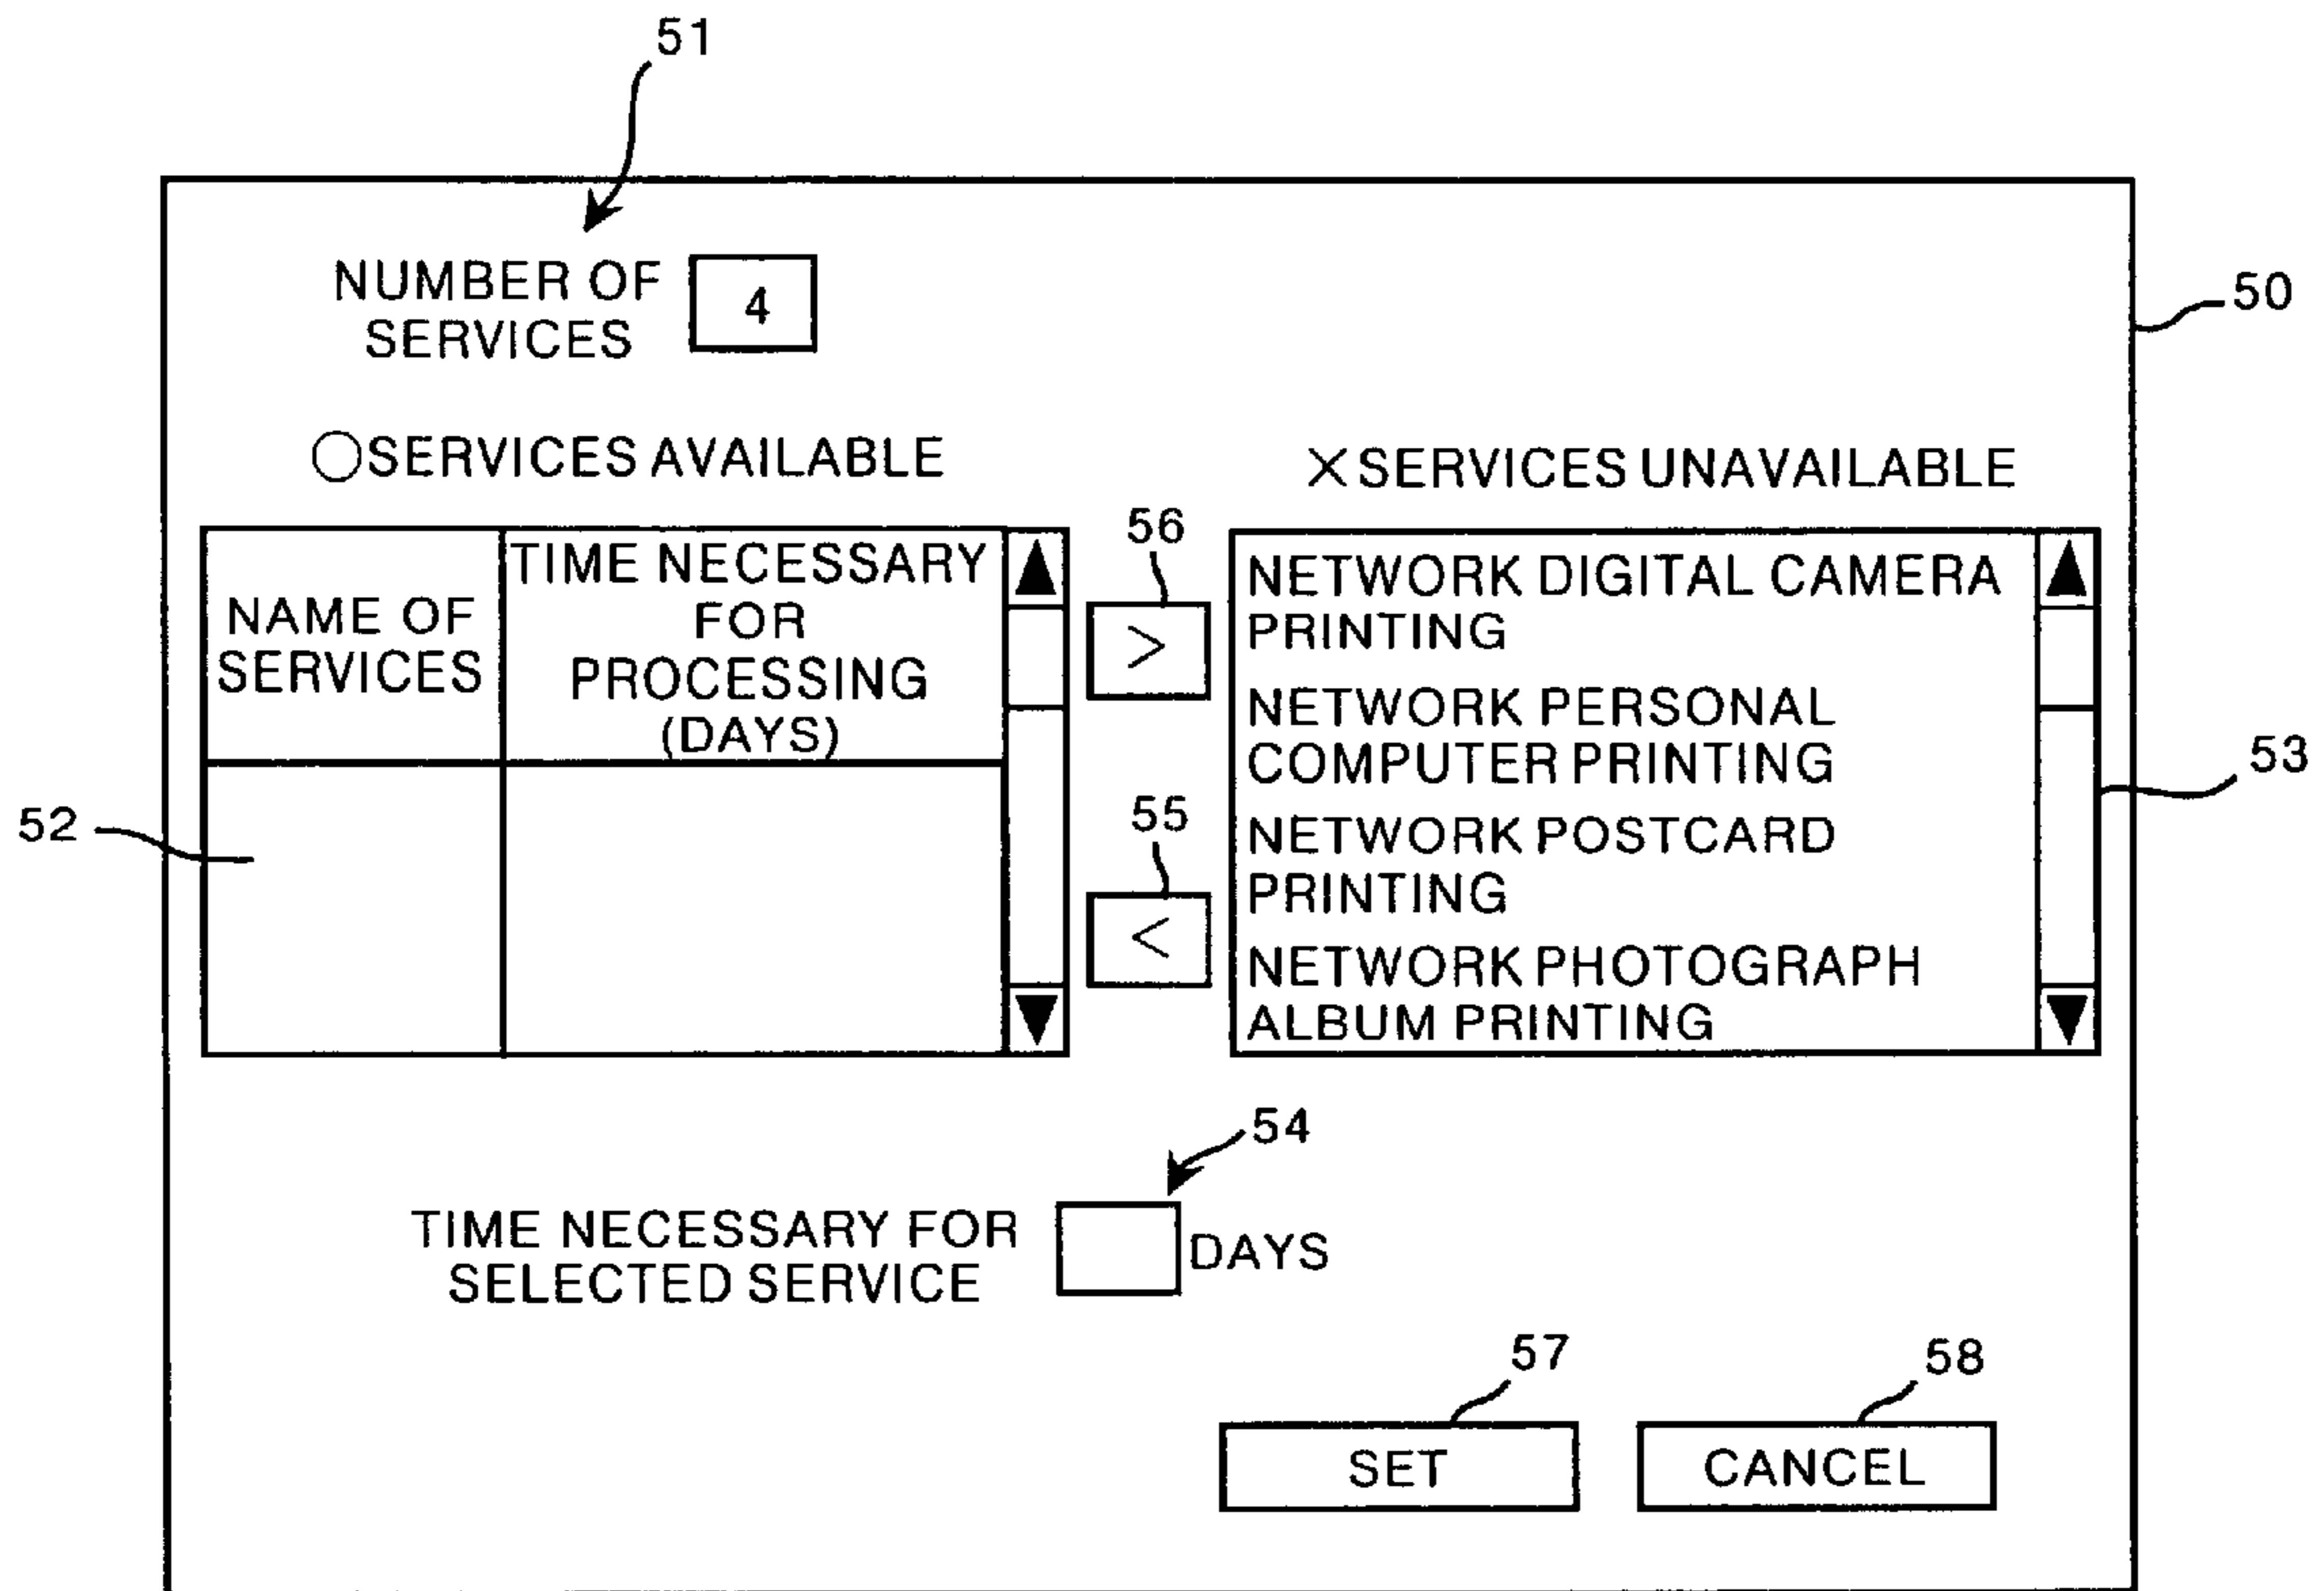 51
50
NUMBER OF
SERVICES
4
○SERVICES AVAILABLE
×SERVICES UNAVAILABLE
NAME OF
SERVICES
TIME NECESSARY
FOR
PROCESSING
(DAYS)
56
>
55
<
NETWORK DIGITAL CAMERA
PRINTING
NETWORK PERSONAL
COMPUTER PRINTING
NETWORK POSTCARD
PRINTING
NETWORK PHOTOGRAPH
ALBUM PRINTING
53
52
54
TIME NECESSARY FOR
SELECTED SERVICE
DAYS
57
58
SET
CANCEL